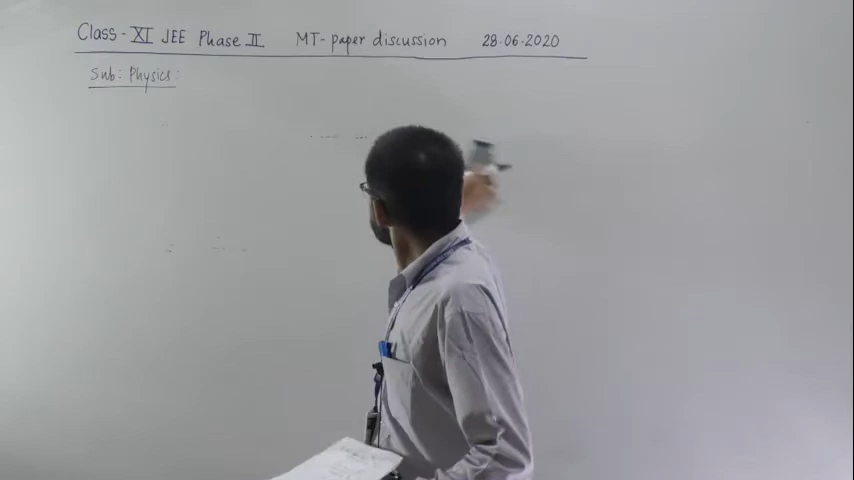 Class - XI JEE Phase II MT- paper discussion 28.06.2020
Sub: Physics: